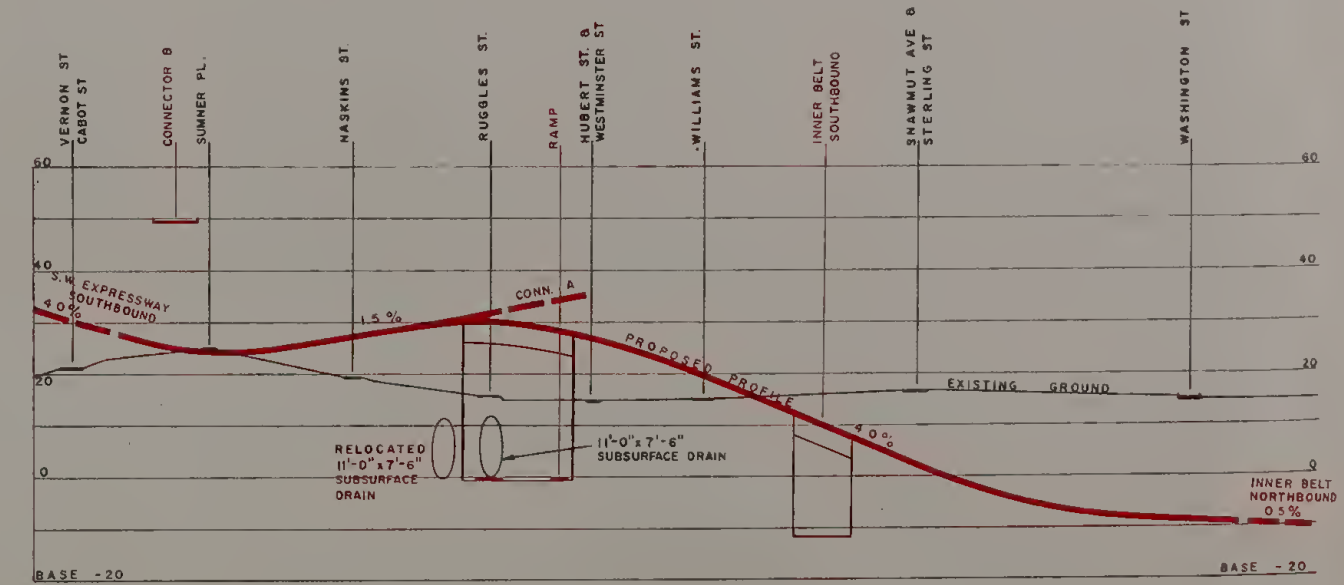 VERNON ST
CABOT ST
CONNECTOR B
SUMNER PL.
HASKINS ST.
RUGGLES ST.
RAMP
HUBERT ST. &
WESTMINSTER ST
WILLIAMS ST.
INNER BELT
SOUTHBOUND
SHAWMUT AVE &
STERLING ST
WASHINGTON ST
60
60
40
40
S.W. EXPRESSWAY
SOUTHBOUND
4.0%
1.5%
CONN. A
PROPOSED PROFILE
20
20
EXISTING GROUND
4.0%
RELOCATED
11'-0"x 7'-6"
SUBSURFACE
DRAIN
11'-0"x 7'-6"
SUBSURFACE DRAIN
0
0
INNER BELT
NORTHBOUND
0.5%
BASE -20
BASE -20